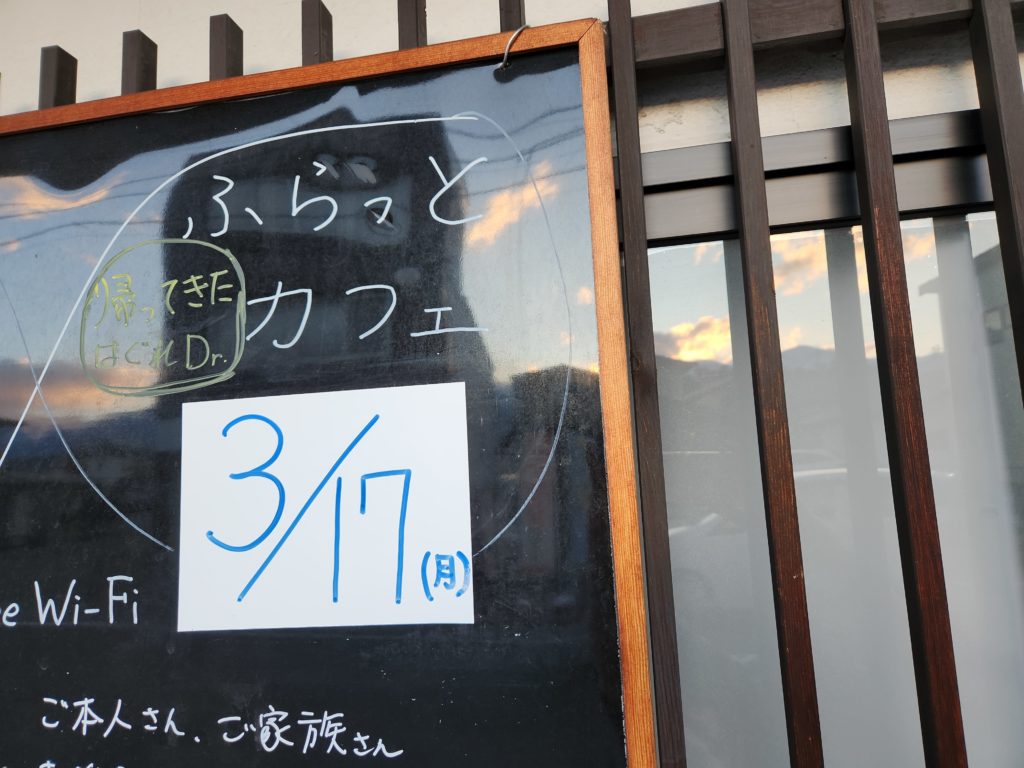 ふらっと
カフェ
帰ってきた
はぐれDr.
3/17(月)
e Wi-Fi
ご本人さん、ご家族さん